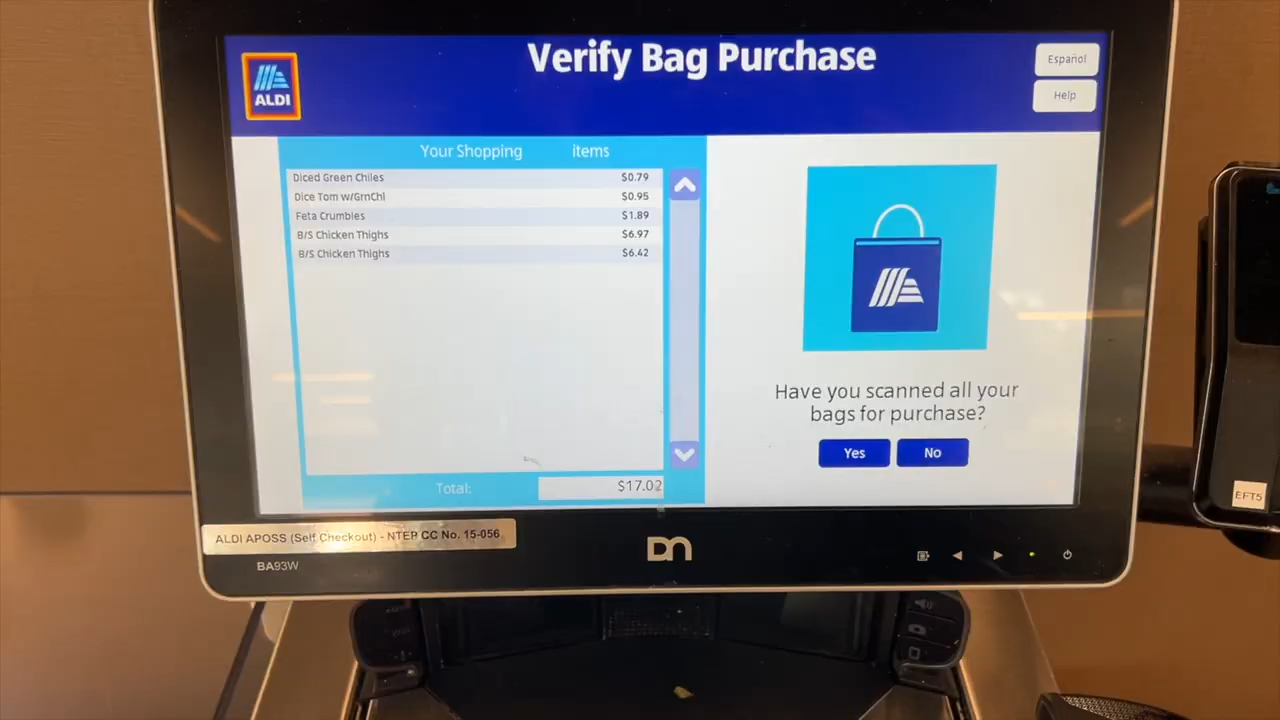 Verify Bag Purchase
Español
Help
ALDI
Your Shopping items
Diced Green Chiles $0.79
Dice Tom w/GrnChl $0.95
Feta Crumbles $1.89
B/S Chicken Thighs $6.97
B/S Chicken Thighs $6.42
Have you scanned all your
bags for purchase?
Yes No
Total: $17.02
EFT5
ALDI APOSS (Self Checkout) - NTEP CC No. 15-056
DN
BA93W